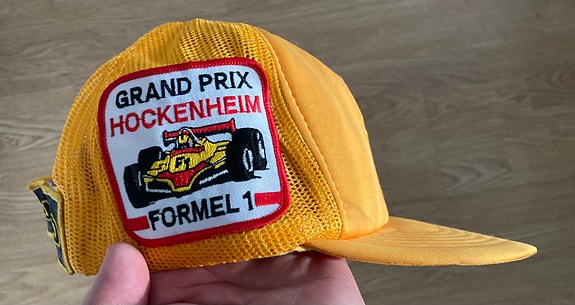 GRAND PRIX
HOCKENHEIM
FORMEL 1